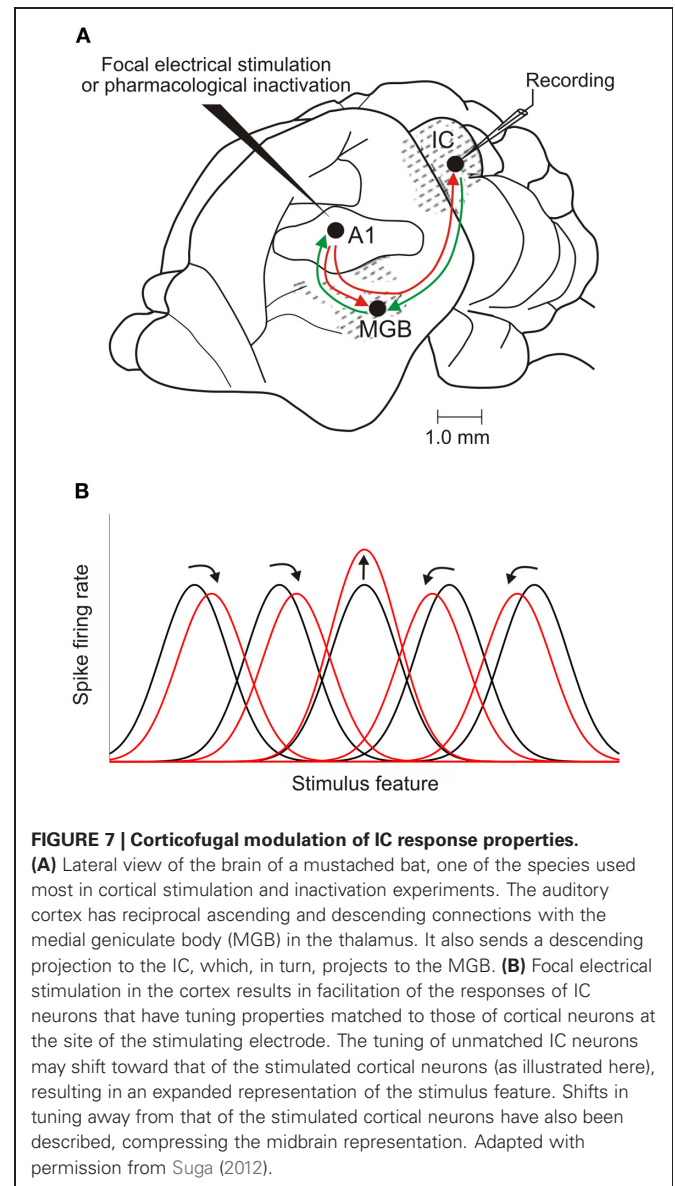 A
Focal electrical stimulation
or pharmacological inactivation
Recording
IC
A1
MGB
1.0 mm
B
Spike firing rate
Stimulus feature
FIGURE 7 | Corticofugal modulation of IC response properties.
(A) Lateral view of the brain of a mustached bat, one of the species used
most in cortical stimulation and inactivation experiments. The auditory
cortex has reciprocal ascending and descending connections with the
medial geniculate body (MGB) in the thalamus. It also sends a descending
projection to the IC, which, in turn, projects to the MGB. (B) Focal electrical
stimulation in the cortex results in facilitation of the responses of IC
neurons that have tuning properties matched to those of cortical neurons at
the site of the stimulating electrode. The tuning of unmatched IC neurons
may shift toward that of the stimulated cortical neurons (as illustrated here),
resulting in an expanded representation of the stimulus feature. Shifts in
tuning away from that of the stimulated cortical neurons have also been
described, compressing the midbrain representation. Adapted with
permission from Suga (2012).